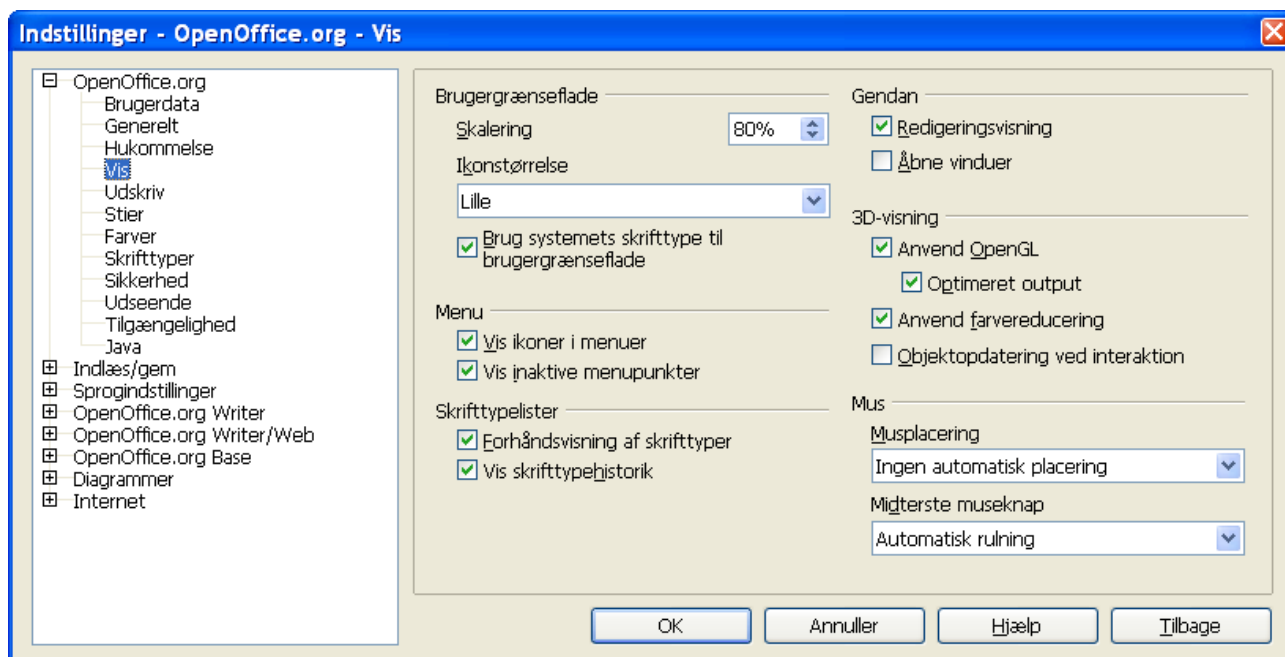 Indstillinger - OpenOffice.org - Vis
OpenOffice.org
Brugerdata
Generelt
Hukommelse
Vis
Udskriv
Stier
Farver
Skrifttyper
Sikkerhed
Udseende
Tilgængelighed
Java
Indlæs/gem
Sprogindstillinger
OpenOffice.org Writer
OpenOffice.org Writer/Web
OpenOffice.org Base
Diagrammer
Internet
Brugergrænseflade
Skalering 80%
Ikonstørrelse
Lille
Brug systemets skrifttype til
brugergrænseflade
Menu
Vis ikoner i menuer
Vis inaktive menupunkter
Skrifttypelister
Forhåndsvisning af skrifttyper
Vis skrifttypehistorik
Gendan
Redigeringsvisning
Åbne vinduer
3D-visning
Anvend OpenGL
Optimeret output
Anvend farvereducering
Objektopdatering ved interaktion
Mus
Musplacering
Ingen automatisk placering
Midterste museknap
Automatisk rulning
OK Annuller Hjælp Tilbage